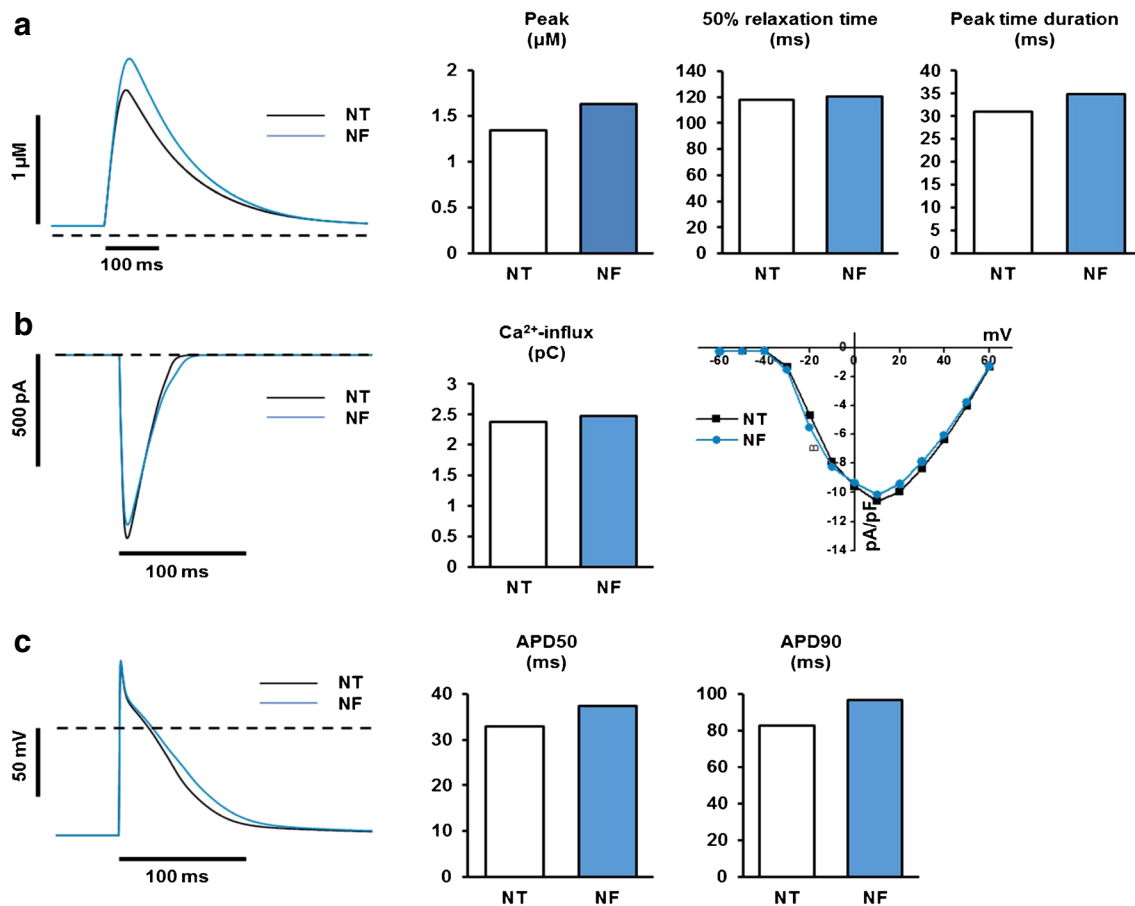 a
1 µM
100 ms
NT
NF
Peak
(µM)
2
1.5
1
0.5
0
NT
NF
50% relaxation time
(ms)
140
120
100
80
60
40
20
0
NT
NF
Peak time duration
(ms)
40
35
30
25
20
15
10
5
0
NT
NF
b
500 pA
100 ms
NT
NF
Ca²⁺-influx
(pC)
3
2.5
2
1.5
1
0.5
0
NT
NF
mV
-60 -40 -20 0 20 40 60
0
-2
-4
-6
-8
-10
-12
-14
pA/pF
NT
NF
B
c
50 mV
100 ms
NT
NF
APD50
(ms)
40
30
20
10
0
NT
NF
APD90
(ms)
100
80
60
40
20
0
NT
NF